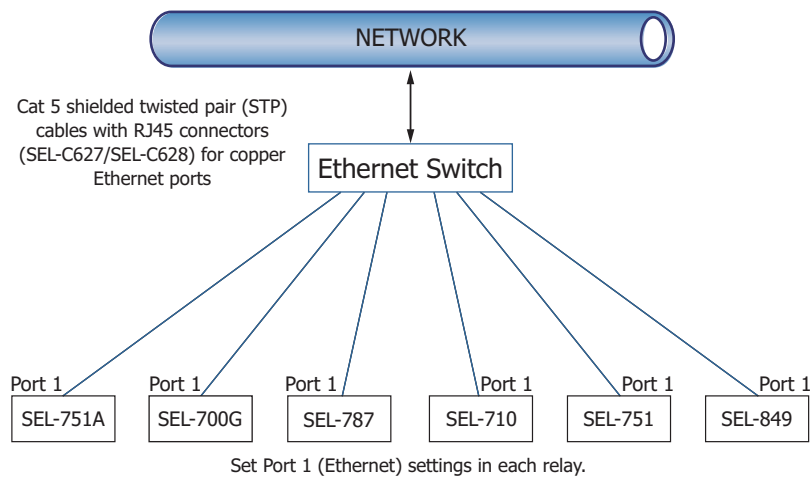 NETWORK
Cat 5 shielded twisted pair (STP)
cables with RJ45 connectors
(SEL-C627/SEL-C628) for copper
Ethernet ports
Ethernet Switch
Port 1
Port 1
Port 1
Port 1
Port 1
Port 1
SEL-751A
SEL-700G
SEL-787
SEL-710
SEL-751
SEL-849
Set Port 1 (Ethernet) settings in each relay.